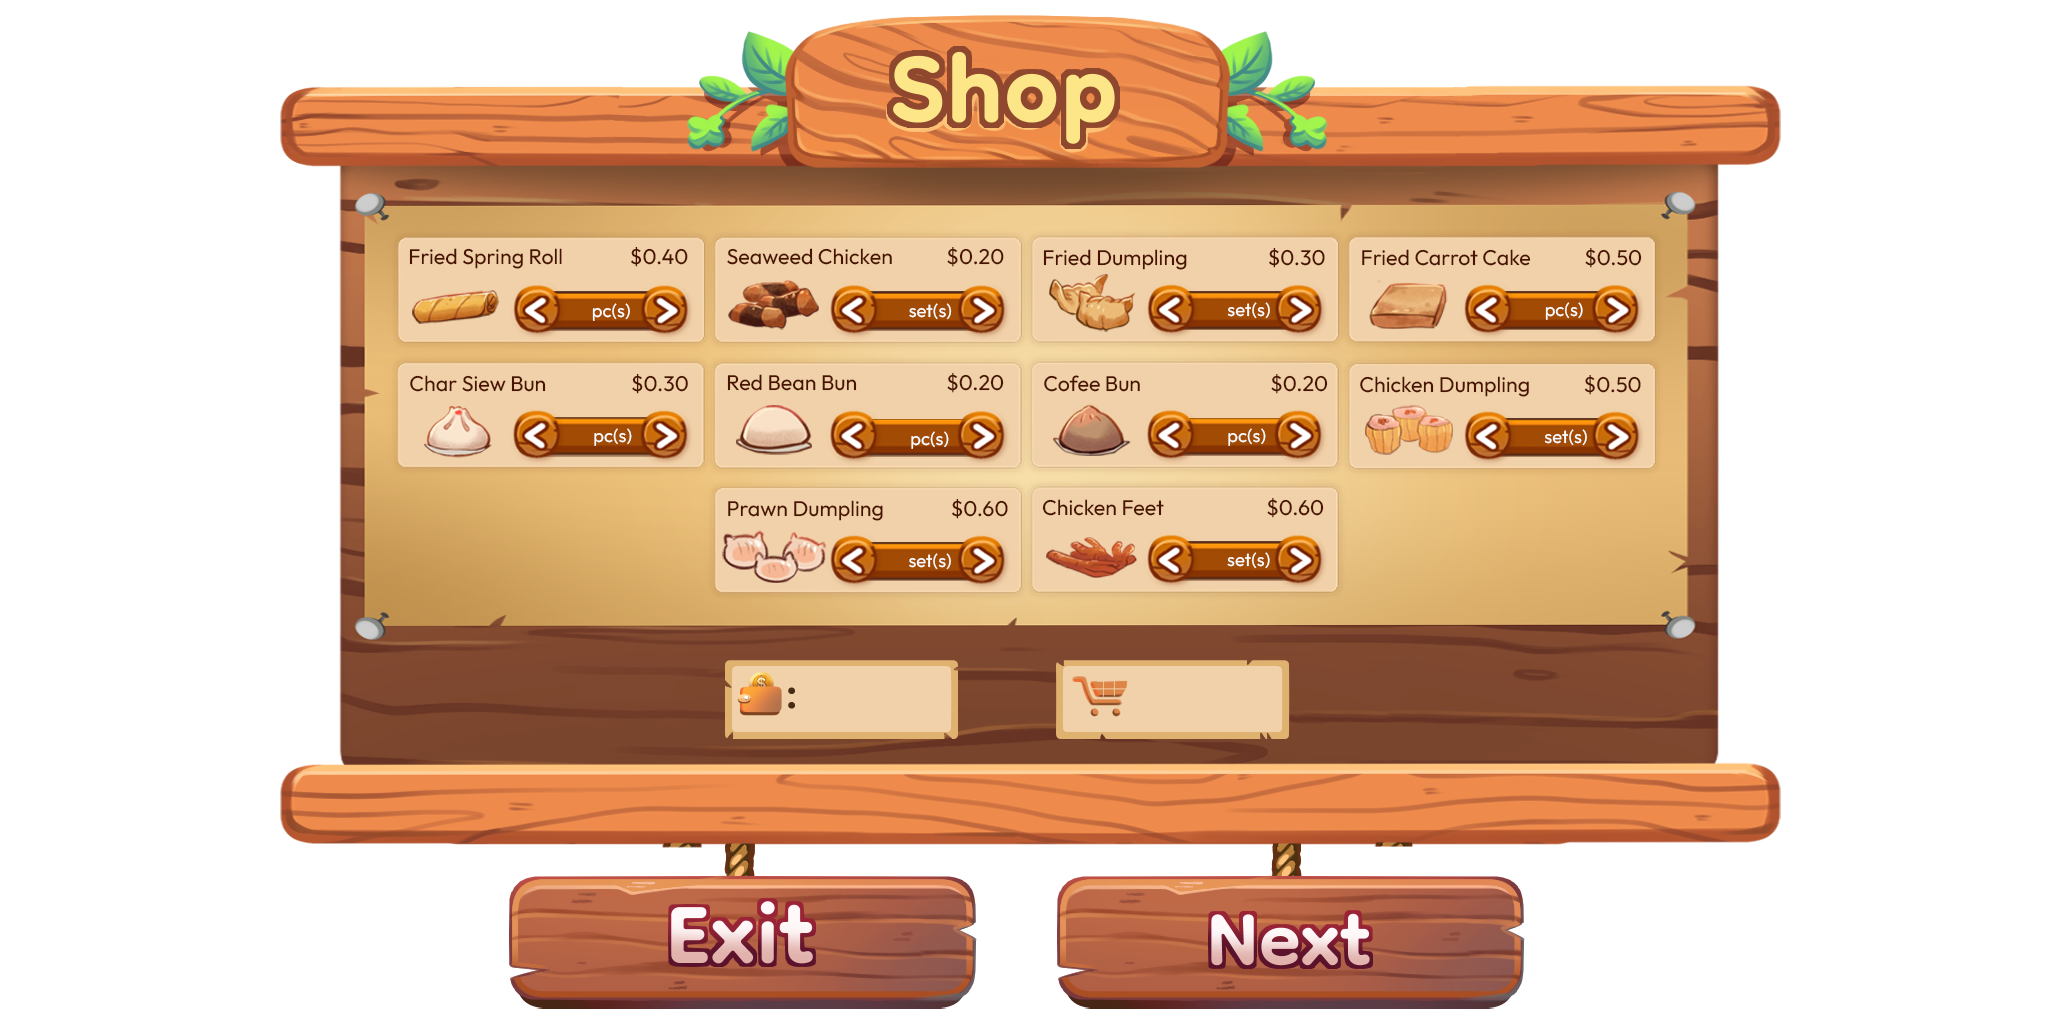 Shop
Fried Spring Roll $0.40
pc(s)
Seaweed Chicken $0.20
set(s)
Fried Dumpling $0.30
set(s)
Fried Carrot Cake $0.50
pc(s)
Char Siew Bun $0.30
pc(s)
Red Bean Bun $0.20
pc(s)
Cofee Bun $0.20
pc(s)
Chicken Dumpling $0.50
set(s)
Prawn Dumpling $0.60
set(s)
Chicken Feet $0.60
set(s)
$
:
Exit
Next